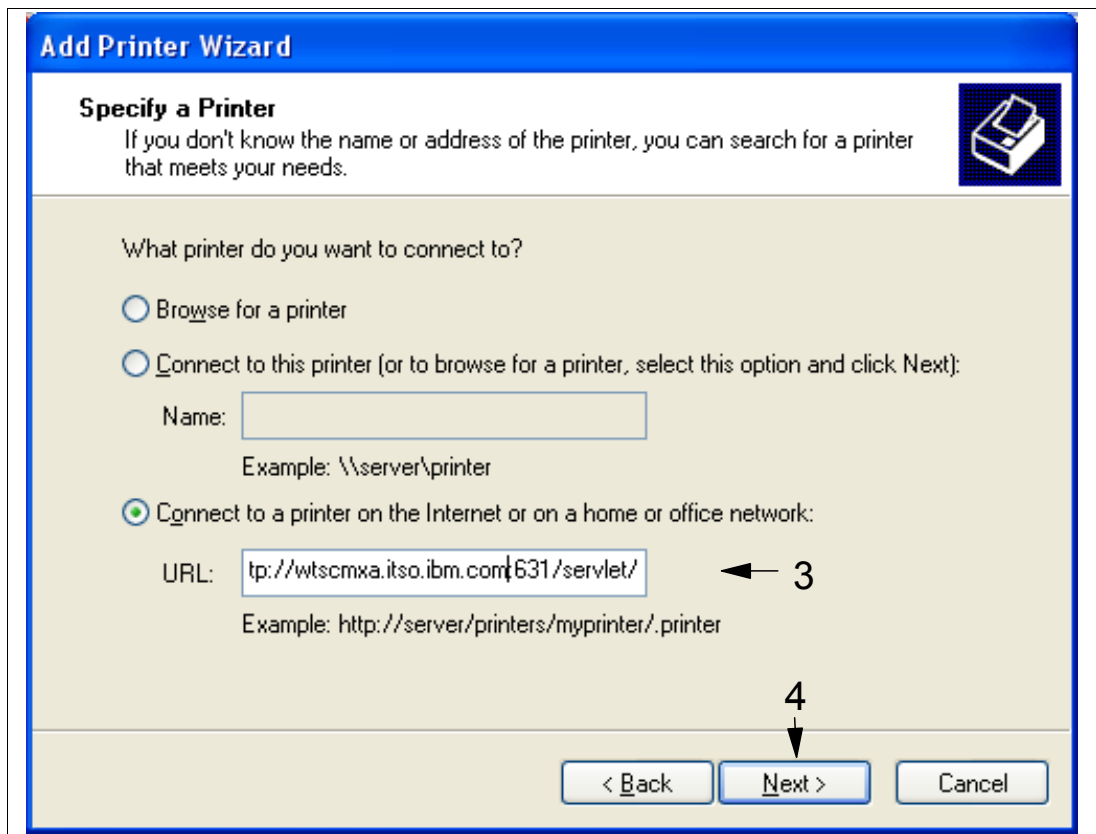 Add Printer Wizard
Specify a Printer
If you don't know the name or address of the printer, you can search for a printer
that meets your needs.
What printer do you want to connect to?
Browse for a printer
Connect to this printer (or to browse for a printer, select this option and click Next):
Name:
Example: \\server\printer
Connect to a printer on the Internet or on a home or office network:
URL: tp://wtscmxa.itso.ibm.com:631/servlet/ 3
Example: http://server/printers/myprinter/.printer
4
< Back Next > Cancel